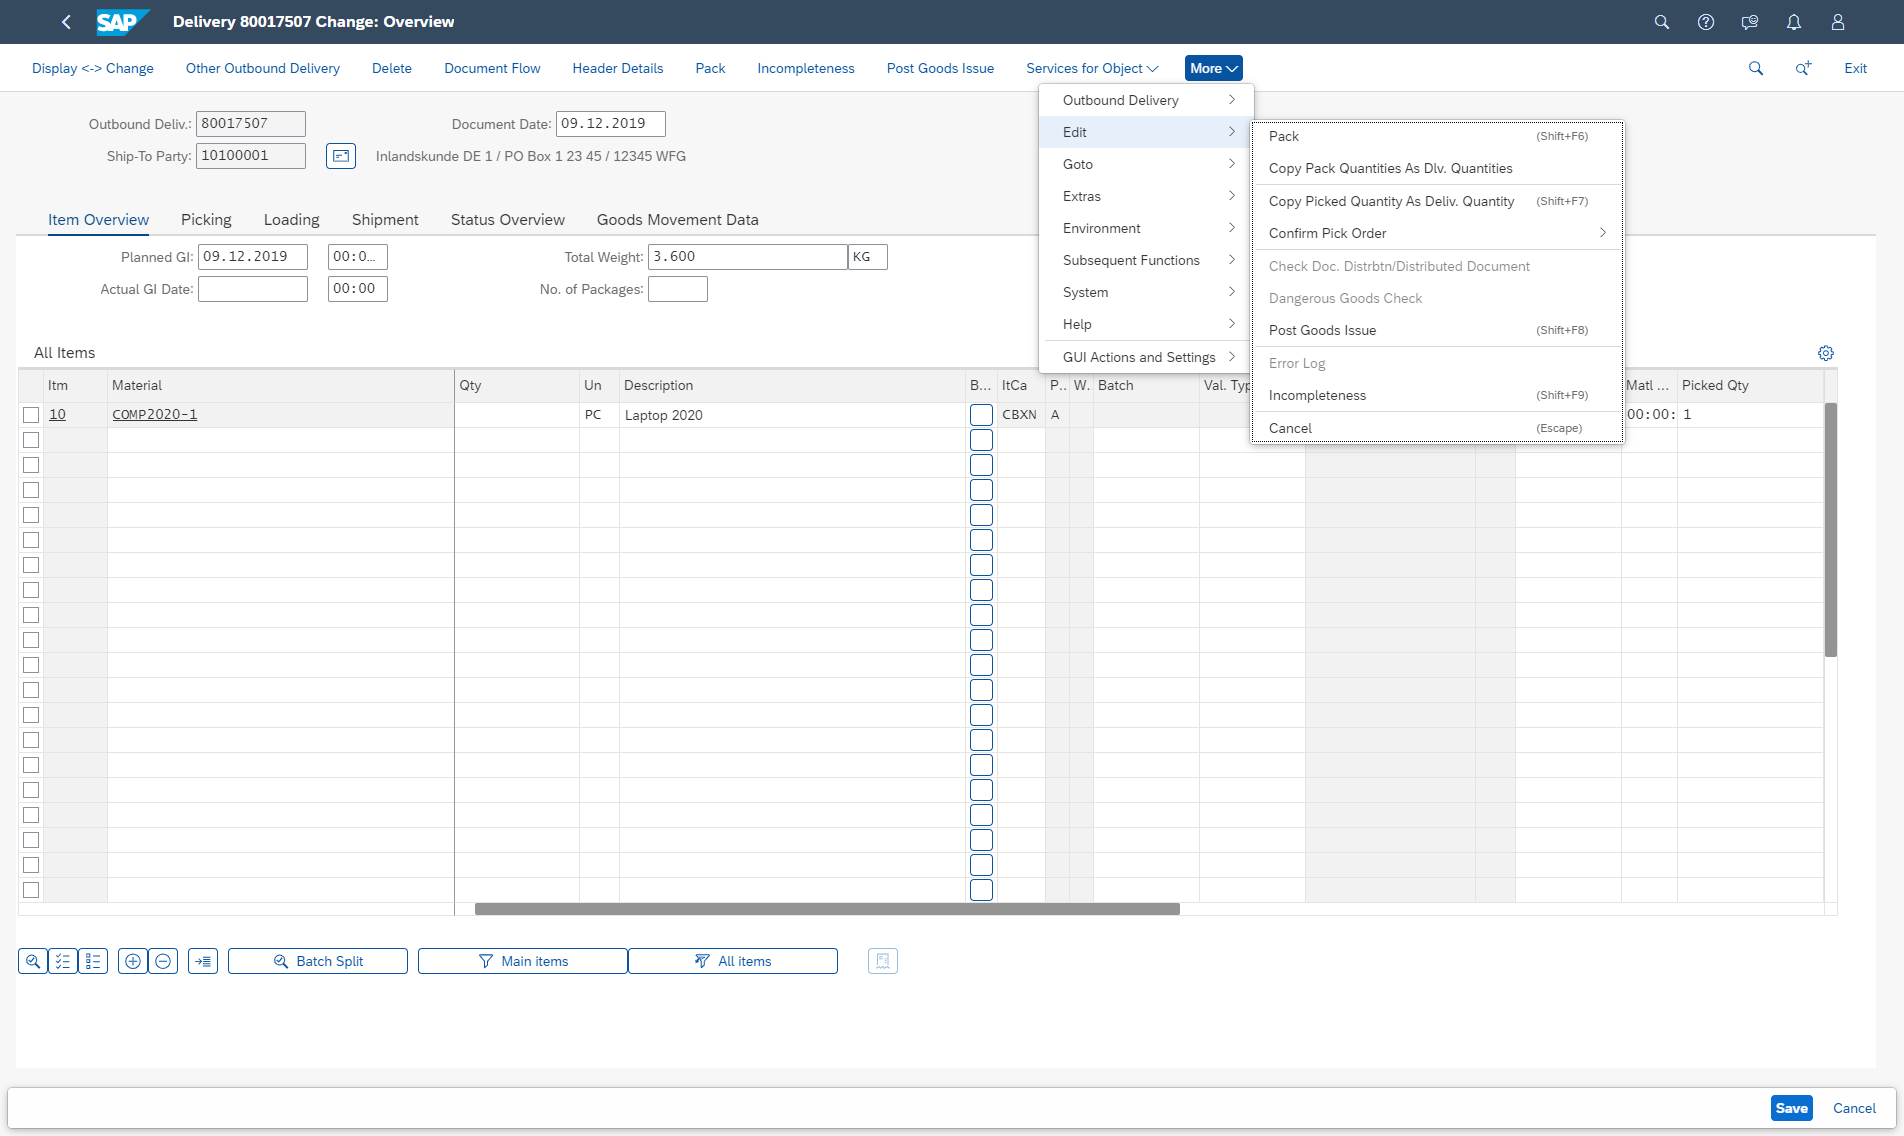 SAP Delivery 80017507 Change: Overview
Display <-> Change Other Outbound Delivery Delete Document Flow Header Details Pack Incompleteness Post Goods Issue Services for Object More Exit
Outbound Deliv.: 80017507 Document Date: 09.12.2019
Ship-To Party: 10100001 Inlandskunde DE 1 / PO Box 1 23 45 / 12345 WFG
Outbound Delivery
Edit
Goto
Extras
Environment
Subsequent Functions
System
Help
GUI Actions and Settings
Pack (Shift+F6)
Copy Pack Quantities As Dlv. Quantities
Copy Picked Quantity As Deliv. Quantity (Shift+F7)
Confirm Pick Order
Check Doc. Distrbtn/Distributed Document
Dangerous Goods Check
Post Goods Issue (Shift+F8)
Error Log
Incompleteness (Shift+F9)
Cancel (Escape)
Item Overview Picking Loading Shipment Status Overview Goods Movement Data
Planned GI: 09.12.2019 00:0... Total Weight: 3.600 KG
Actual GI Date: 00:00 No. of Packages:
All Items
Itm Material Qty Un Description B... ItCa P.. W. Batch Val. Typ Matl ... Picked Qty
10 COMP2020-1 PC Laptop 2020 CBXN A 00:00: 1
Batch Split Main items All items
Save Cancel